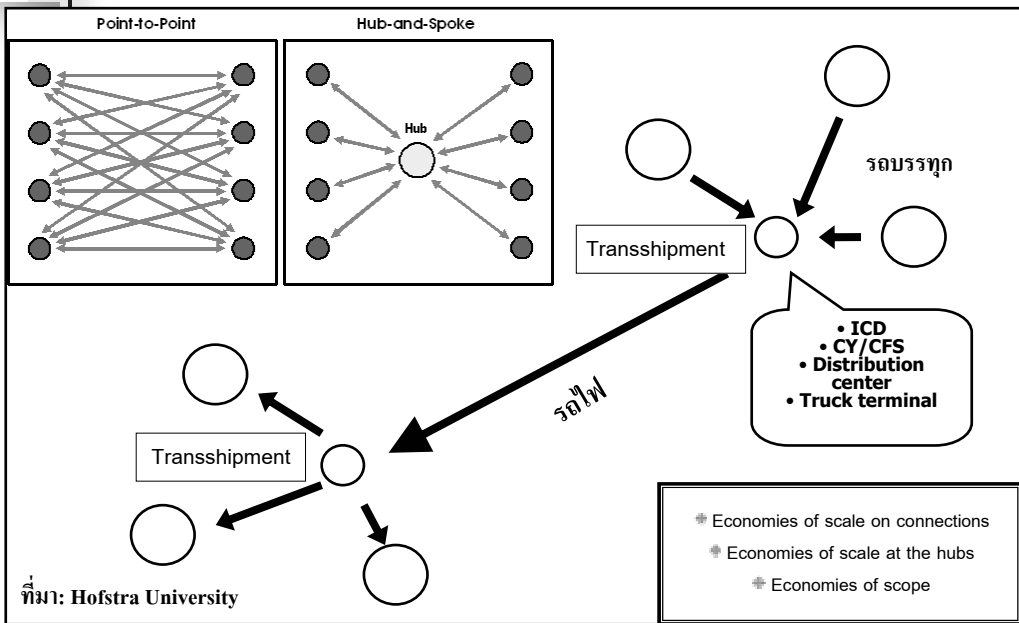 Point-to-Point
Hub-and-Spoke
Hub
รถบรรทุก
Transshipment
• ICD
• CY/CFS
• Distribution
center
• Truck terminal
รถไฟ
Transshipment
Economies of scale on connections
Economies of scale at the hubs
Economies of scope
ที่มา: Hofstra University